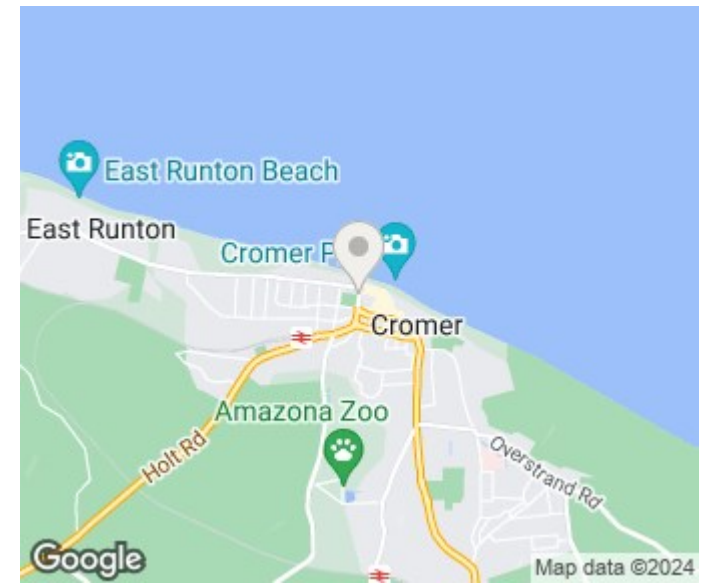 East Runton Beach
East Runton
Cromer P
Cromer
Amazona Zoo
Holt Rd
Overstrand Rd
Google
Map data ©2024